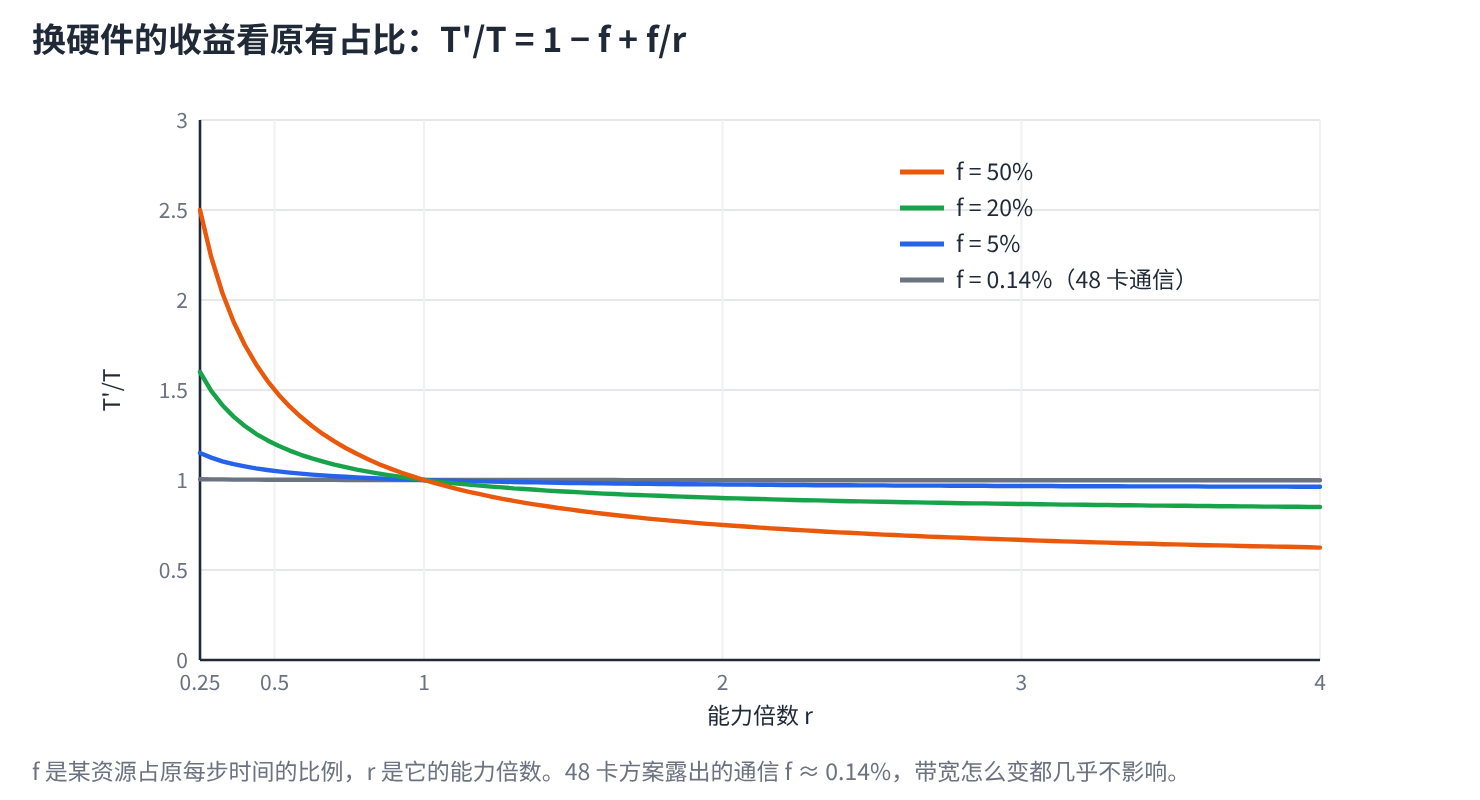 换硬件的收益看原有占比：T'/T = 1 − f + f/r
3
2.5
2
1.5
1
0.5
0
T'/T
f = 50%
f = 20%
f = 5%
f = 0.14%（48 卡通信）
0.25 0.5 1 2 3 4
能力倍数 r
f 是某资源占原每步时间的比例，r 是它的能力倍数。48 卡方案露出的通信 f ≈ 0.14%，带宽怎么变都几乎不影响。